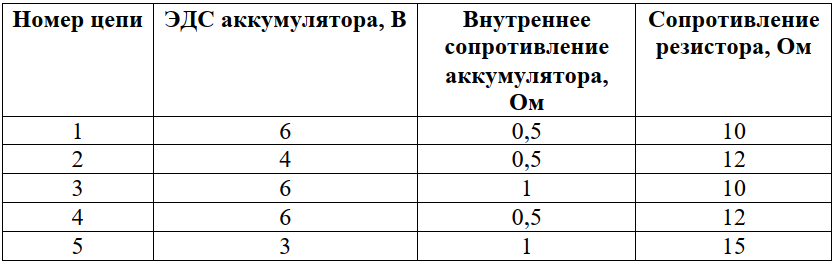 Номер цепи ЭДС аккумулятора, В Внутреннее сопротивление аккумулятора, Ом Сопротивление резистора, Ом
1 6 0,5 10
2 4 0,5 12
3 6 1 10
4 6 0,5 12
5 3 1 15